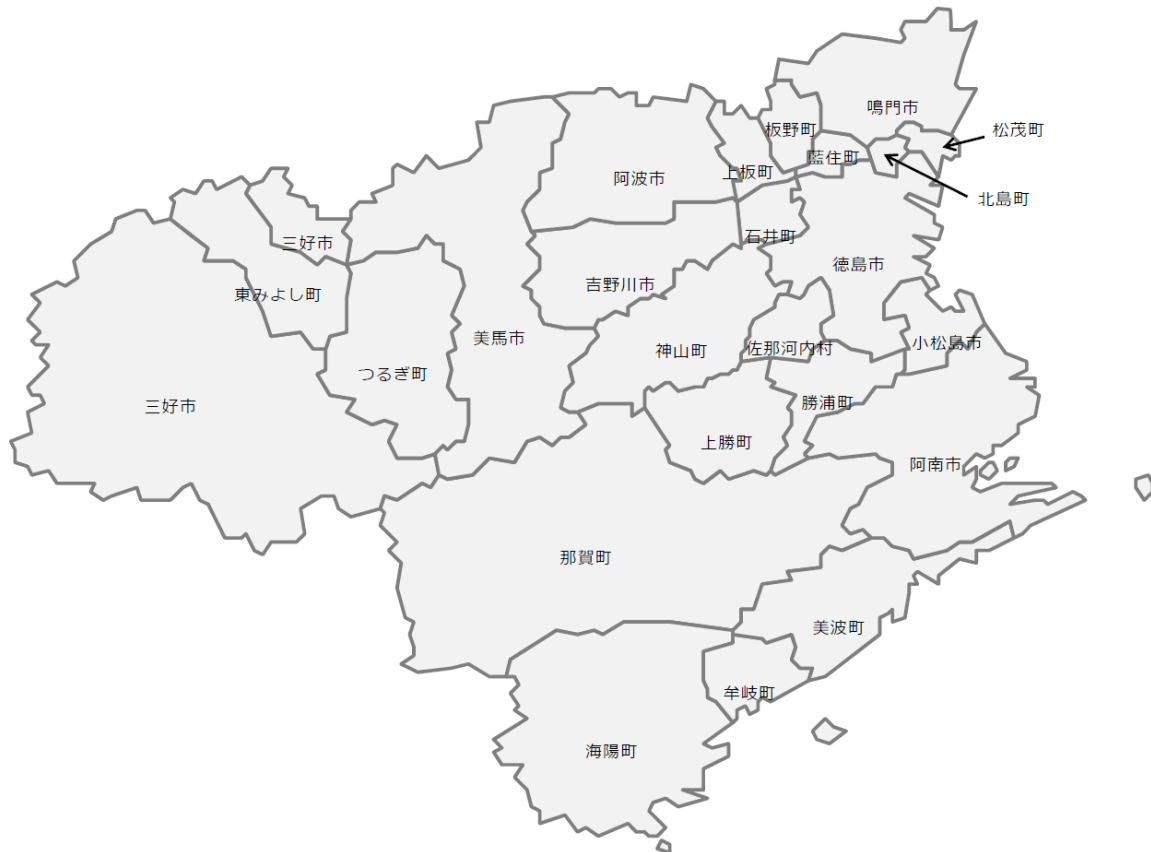 鳴門市
松茂町
板野町
藍住町
上板町
阿波市
北島町
石井町
三好市
徳島市
吉野川市
東みよし町
美馬市
小松島市
佐那河内村
神山町
つるぎ町
勝浦町
三好市
上勝町
阿南市
那賀町
美波町
牟岐町
海陽町